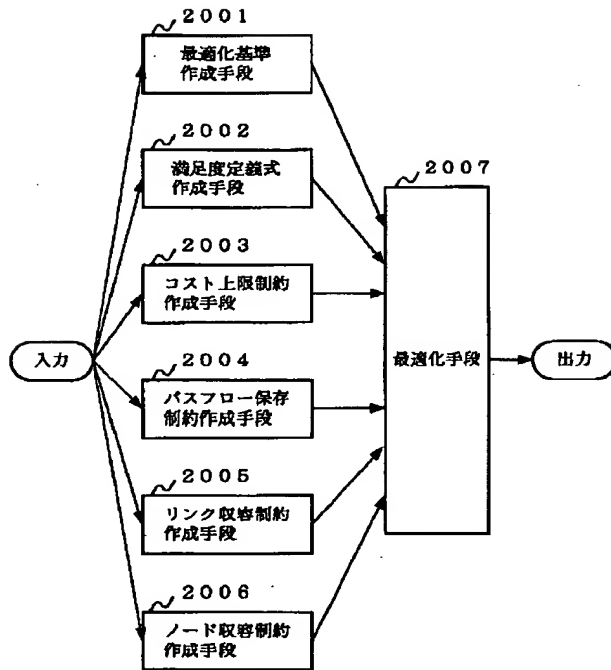 2001
最適化基準
作成手段
2002
満足度定義式
作成手段
2007
2003
コスト上限制約
作成手段
入力
最適化手段
出力
2004
パスフロー保存
制約作成手段
2005
リンク収容制約
作成手段
2006
ノード収容制約
作成手段